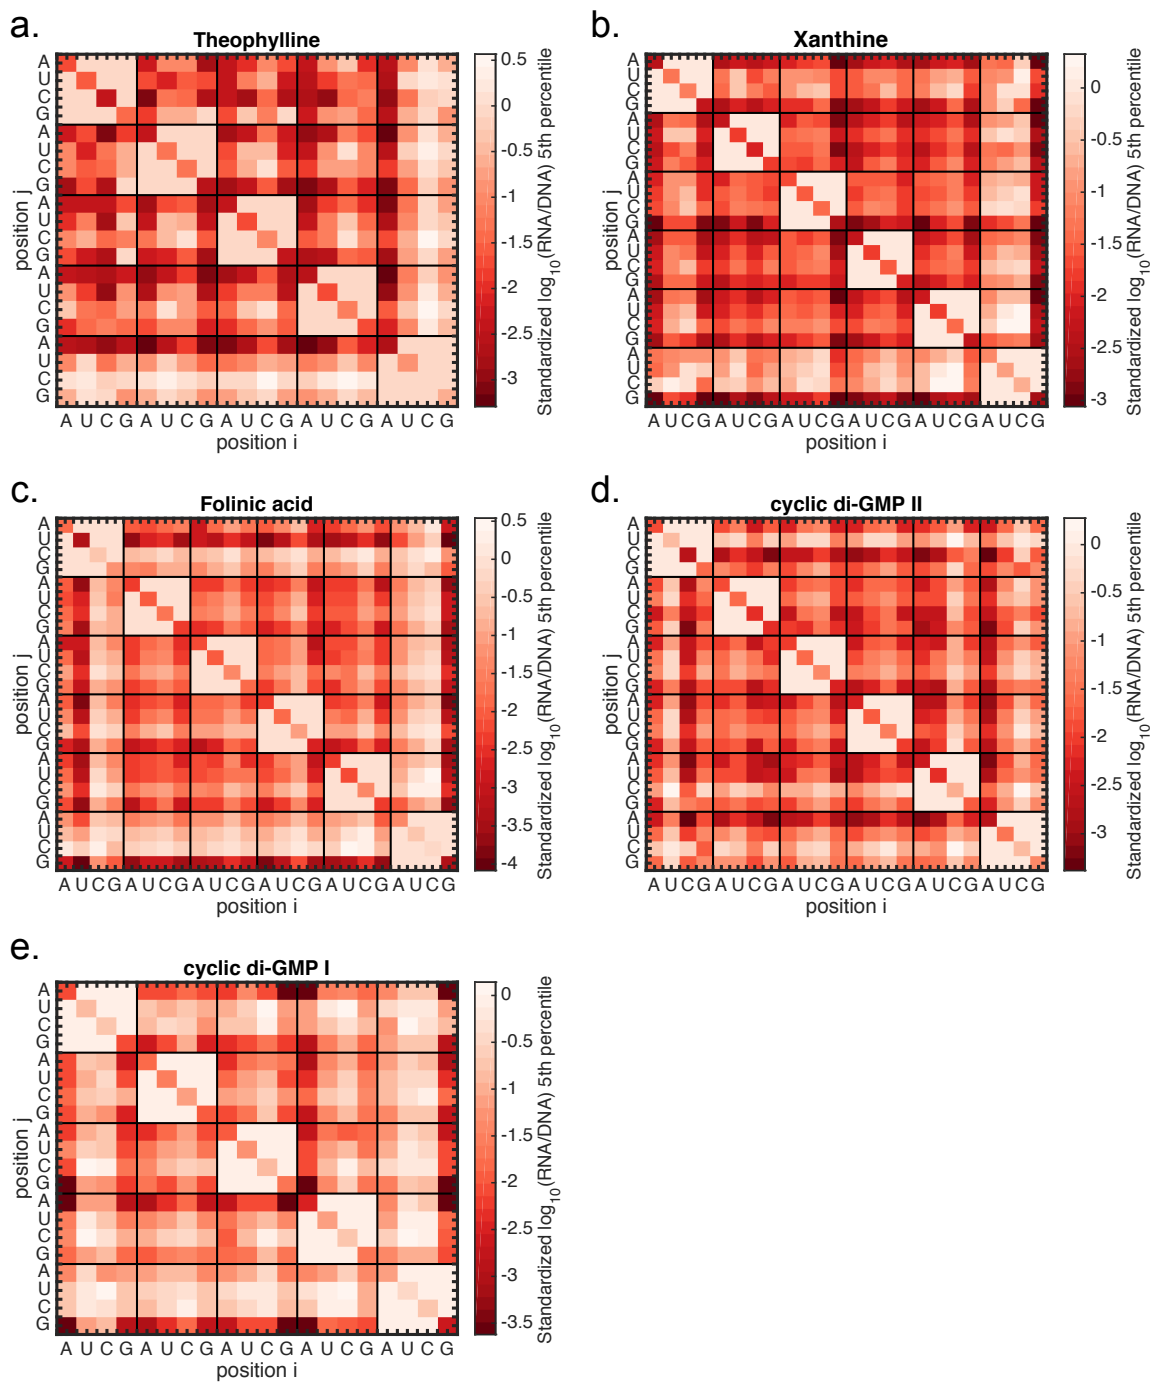 a.
Theophylline
A
U
C
G
A
U
C
G
A
U
C
G
A
U
C
G
A
U
C
G
position j
A U C G A U C G A U C G A U C G A U C G
position i
0.5
0
-0.5
-1
-1.5
-2
-2.5
-3
Standardized log10(RNA/DNA) 5th percentile
b.
Xanthine
A
U
C
G
A
U
C
G
A
U
C
G
A
U
C
G
A
U
C
G
A
U
C
G
position j
A U C G A U C G A U C G A U C G A U C G A U C G
position i
0
-0.5
-1
-1.5
-2
-2.5
-3
Standardized log10(RNA/DNA) 5th percentile
c.
Folinic acid
A
U
C
G
A
U
C
G
A
U
C
G
A
U
C
G
A
U
C
G
A
U
C
G
position j
A U C G A U C G A U C G A U C G A U C G A U C G
position i
0.5
0
-0.5
-1
-1.5
-2
-2.5
-3
-3.5
-4
Standardized log10(RNA/DNA) 5th percentile
d.
cyclic di-GMP II
A
U
C
G
A
U
C
G
A
U
C
G
A
U
C
G
A
U
C
G
A
U
C
G
position j
A U C G A U C G A U C G A U C G A U C G A U C G
position i
0
-0.5
-1
-1.5
-2
-2.5
-3
Standardized log10(RNA/DNA) 5th percentile
e.
cyclic di-GMP I
A
U
C
G
A
U
C
G
A
U
C
G
A
U
C
G
A
U
C
G
position j
A U C G A U C G A U C G A U C G A U C G
position i
0
-0.5
-1
-1.5
-2
-2.5
-3
-3.5
Standardized log10(RNA/DNA) 5th percentile